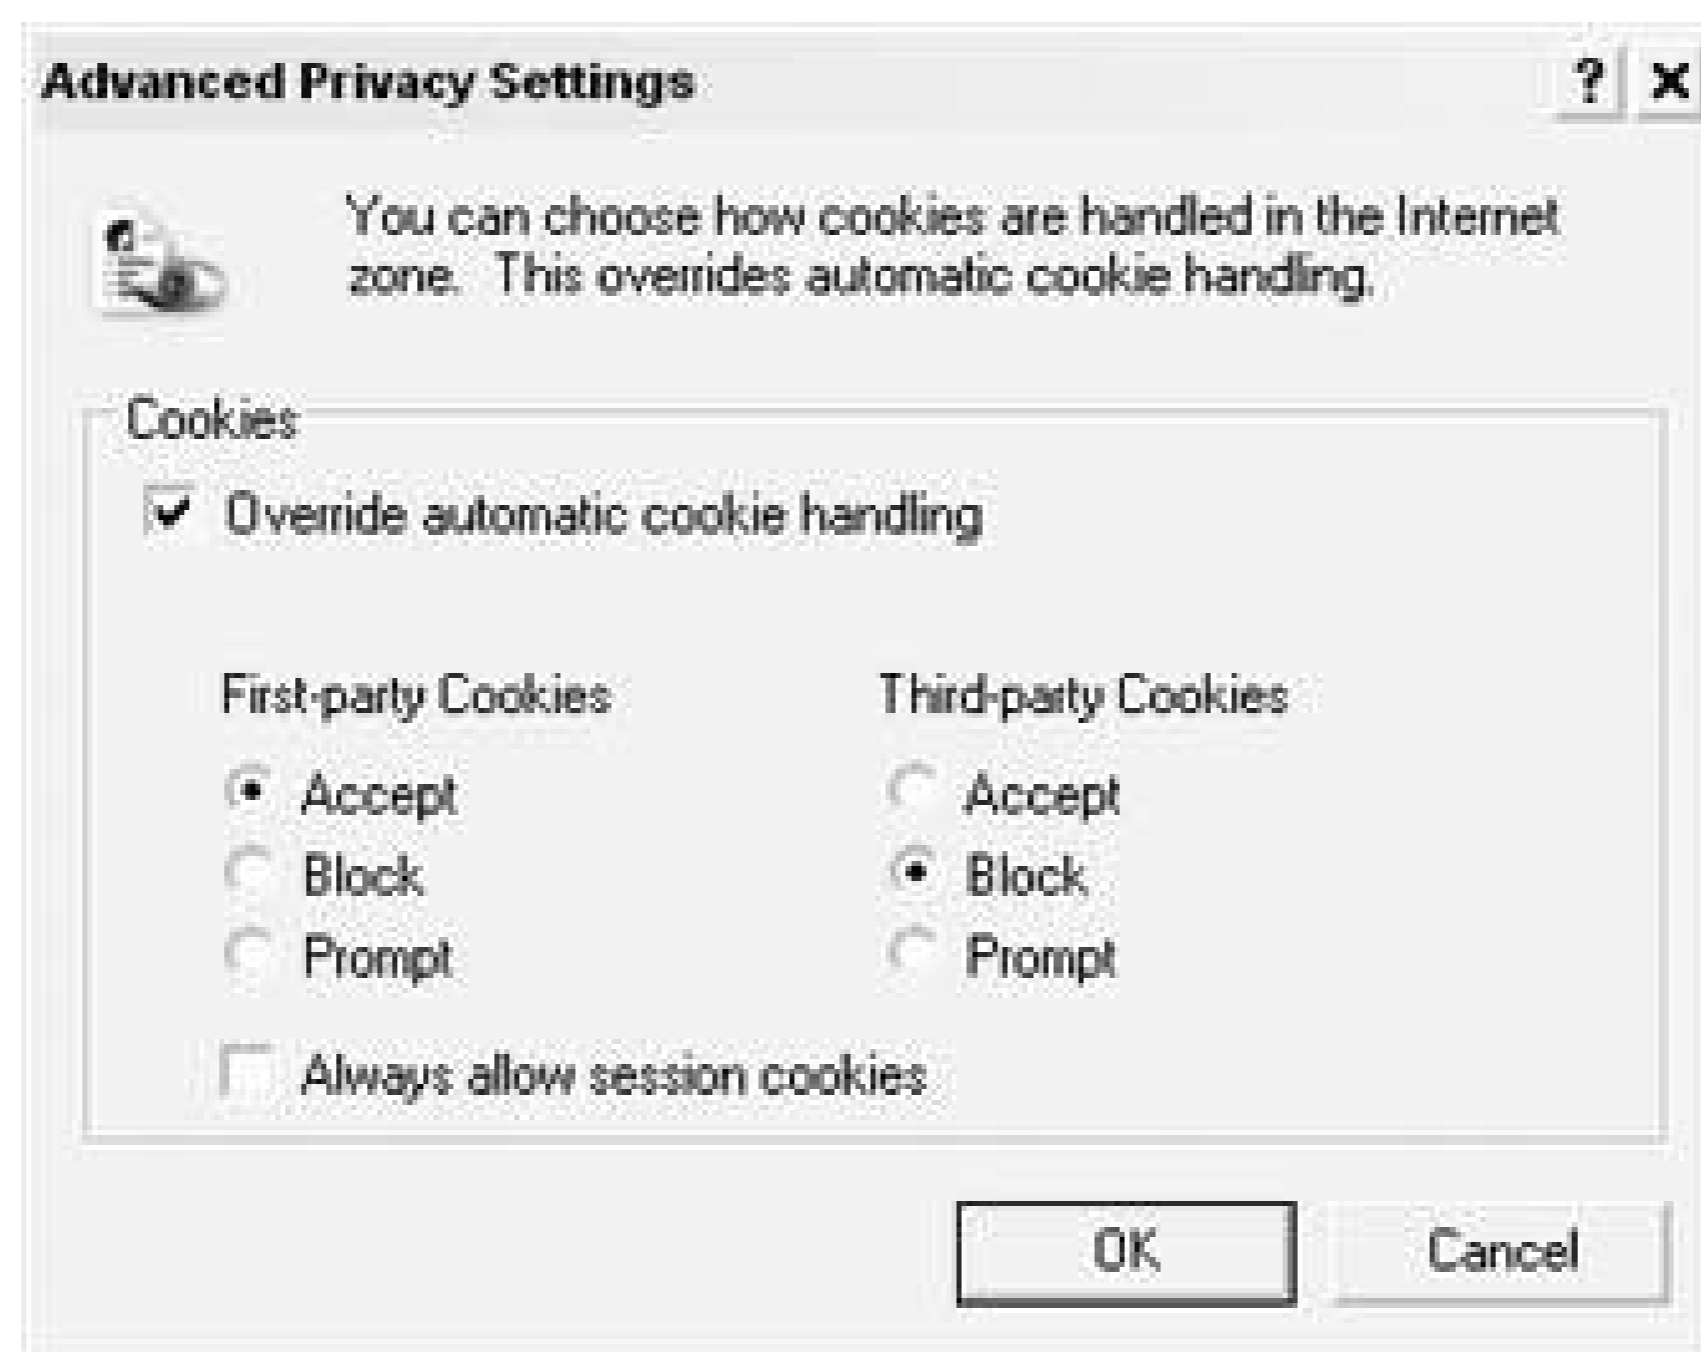 Advanced Privacy Settings
You can choose how cookies are handled in the Internet
zone. This overrides automatic cookie handling.
Cookies
Override automatic cookie handling
First-party Cookies Third-party Cookies
Accept Accept
Block Block
Prompt Prompt
Always allow session cookies
OK Cancel